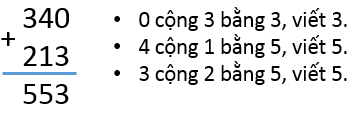 340
+
213
553
• 0 cộng 3 bằng 3, viết 3.
• 4 cộng 1 bằng 5, viết 5.
• 3 cộng 2 bằng 5, viết 5.